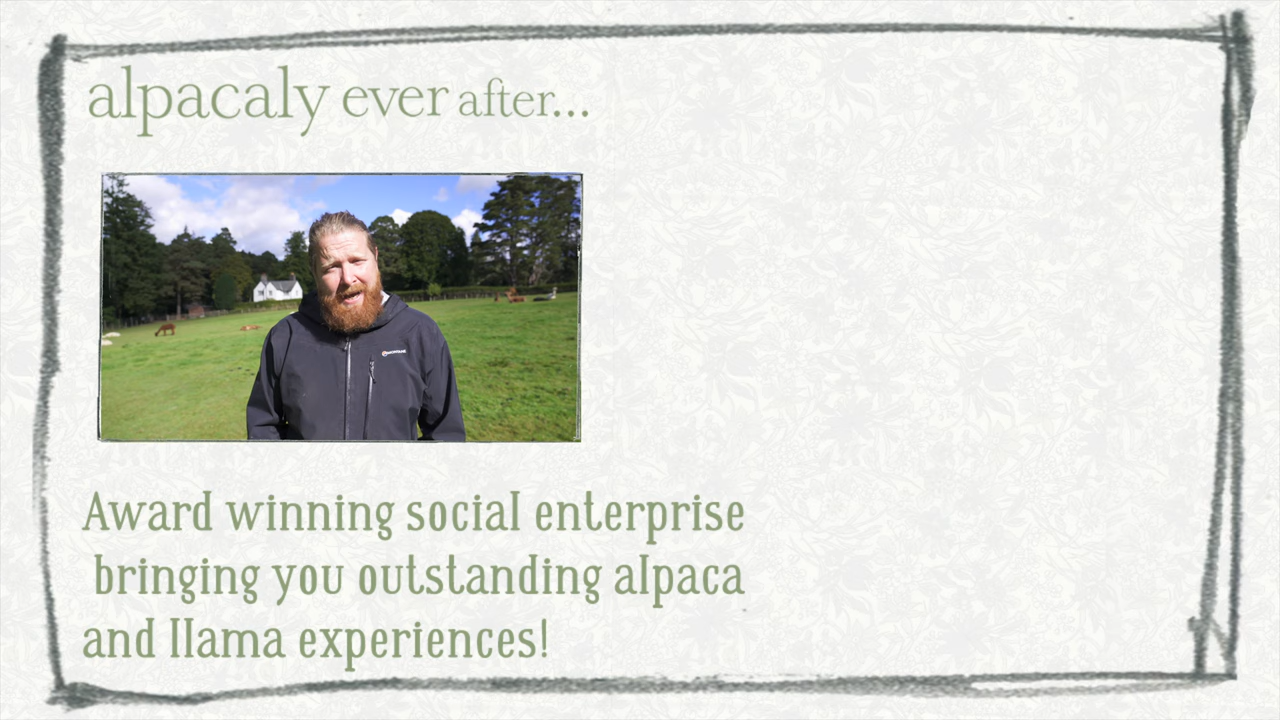 alpacaly ever after...
Award winning social enterprise
bringing you outstanding alpaca
and llama experiences!